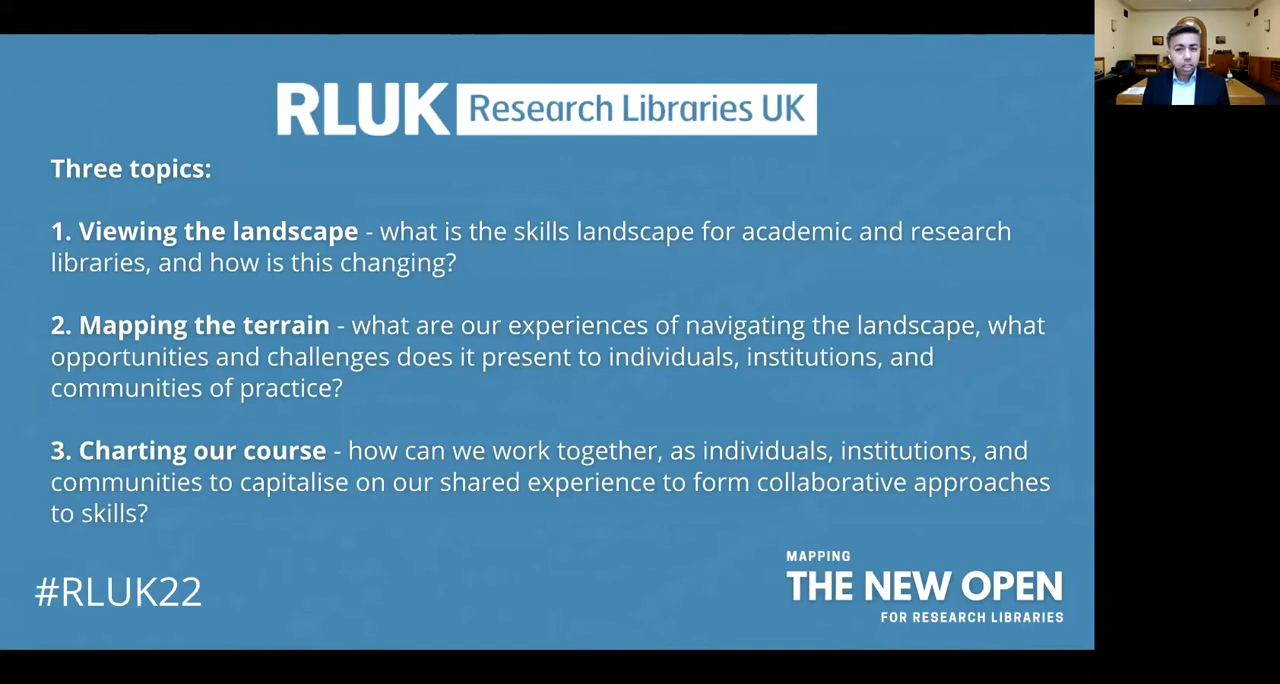 RLUK Research Libraries UK
Three topics:
1. Viewing the landscape - what is the skills landscape for academic and research
libraries, and how is this changing?
2. Mapping the terrain - what are our experiences of navigating the landscape, what
opportunities and challenges does it present to individuals, institutions, and
communities of practice?
3. Charting our course - how can we work together, as individuals, institutions, and
communities to capitalise on our shared experience to form collaborative approaches
to skills?
#RLUK22
MAPPING
THE NEW OPEN
FOR RESEARCH LIBRARIES